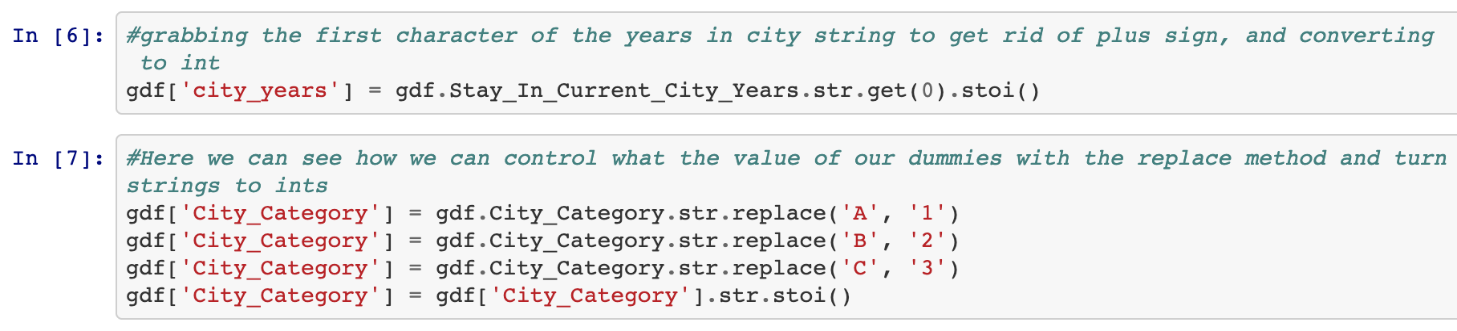 In [6]: #grabbing the first character of the years in city string to get rid of plus sign, and converting
to int
gdf['city_years'] = gdf.Stay_In_Current_City_Years.str.get(0).stoi()
In [7]: #Here we can see how we can control what the value of our dummies with the replace method and turn
strings to ints
gdf['City_Category'] = gdf.City_Category.str.replace('A', '1')
gdf['City_Category'] = gdf.City_Category.str.replace('B', '2')
gdf['City_Category'] = gdf.City_Category.str.replace('C', '3')
gdf['City_Category'] = gdf['City_Category'].str.stoi()